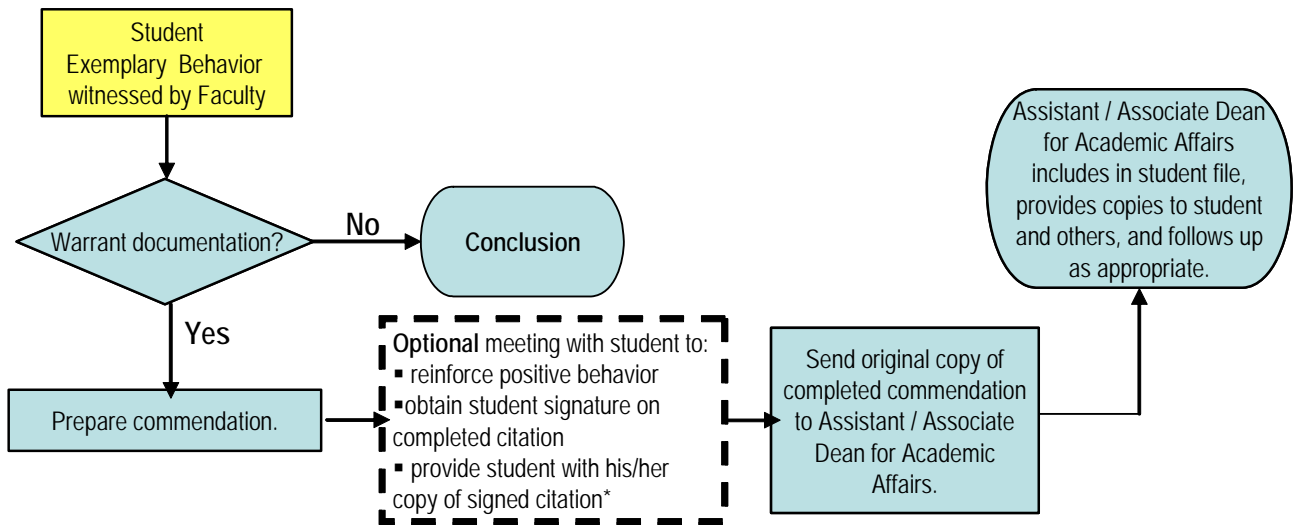 Student
Exemplary Behavior
witnessed by Faculty
Warrant documentation?
No
Conclusion
Yes
Prepare commendation.
Optional meeting with student to:
▪ reinforce positive behavior
▪obtain student signature on
completed citation
▪ provide student with his/her
copy of signed citation*
Send original copy of
completed commendation
to Assistant / Associate
Dean for Academic
Affairs.
Assistant / Associate Dean
for Academic Affairs
includes in student file,
provides copies to student
and others, and follows up
as appropriate.